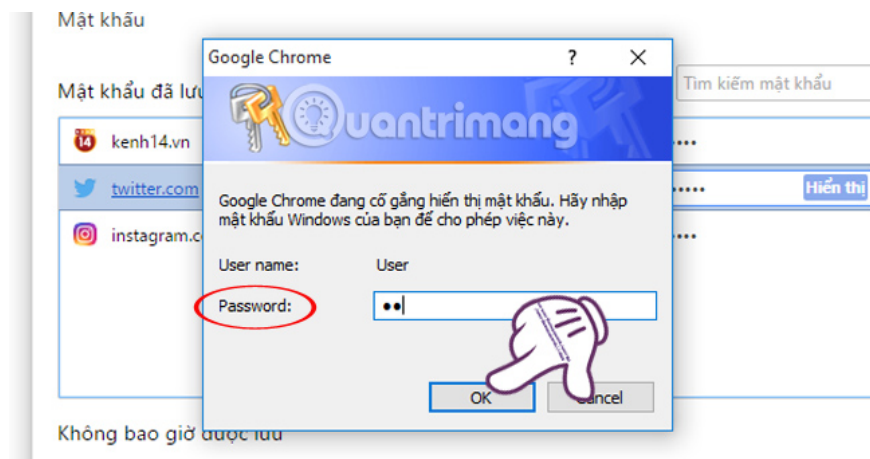 Mật khẩu
Google Chrome
?
Mật khẩu đã lưu
Tìm kiếm mật khẩu
Quantrimang
14
kenh14.vn
••••
twitter.com
•••••
Hiển thị
instagram.c
••••
Google Chrome đang cố gắng hiển thị mật khẩu. Hãy nhập
mật khẩu Windows của bạn để cho phép việc này.
User name: User
Password: ••
OK
Cancel
Không bao giờ được lưu